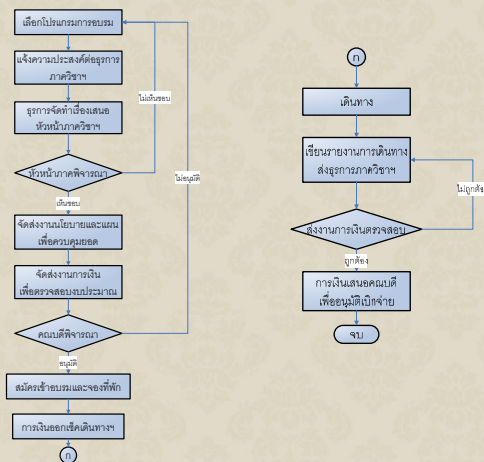 เลือกโปรแกรมการอบรม
แจ้งความประสงค์ต่อธุรการ
ภาควิชาฯ
ธุรการจัดทำเรื่องเสนอ
หัวหน้าภาควิชาฯ
ไม่เห็นชอบ
หัวหน้าภาคพิจารณา
ไม่อนุมัติ
เห็นชอบ
จัดส่งงานนโยบายและแผน
เพื่อควบคุมยอด
จัดส่งงานการเงิน
เพื่อตรวจสอบงบประมาณ
คณบดีพิจารณา
อนุมัติ
สมัครเข้าอบรมและจองที่พัก
การเงินออกเช็คเดินทางฯ
ก
ก
เดินทาง
เขียนรายงานการเดินทาง
ส่งธุรการภาควิชาฯ
ไม่ถูกต้อง
ส่งงานการเงินตรวจสอบ
ถูกต้อง
การเงินเสนอคณบดี
เพื่ออนุมัติเบิกจ่าย
จบ